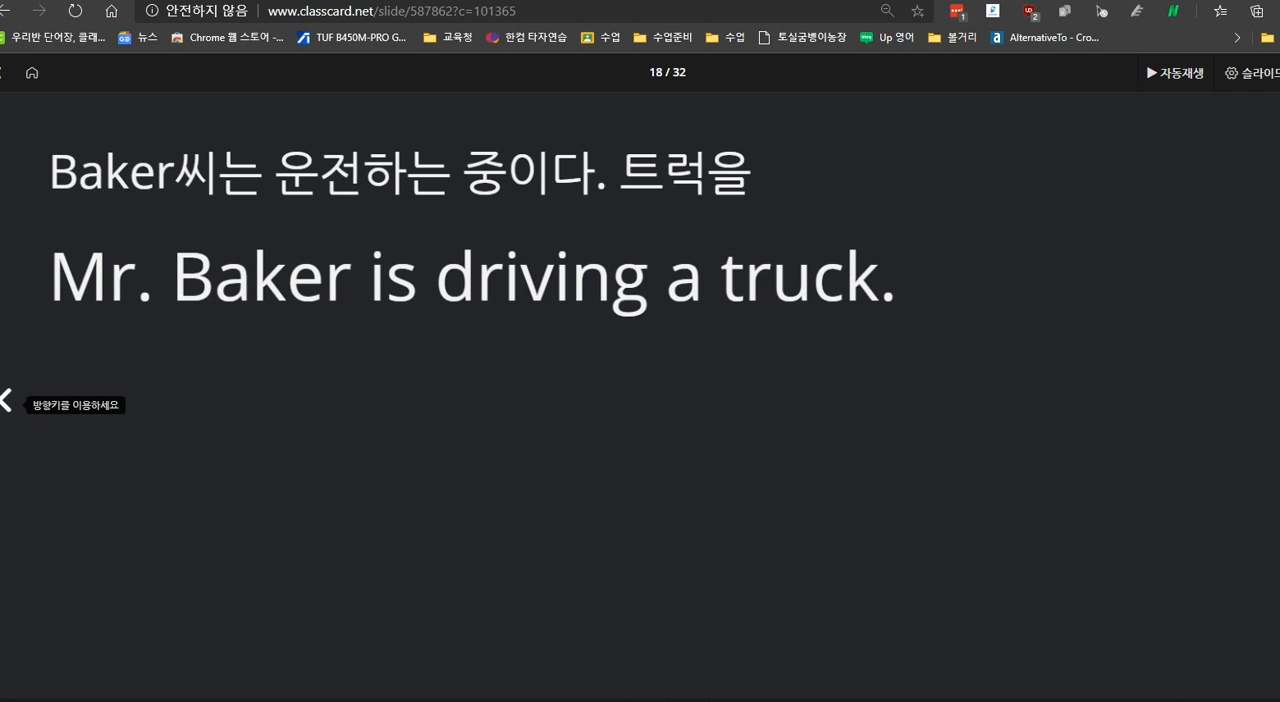 안전하지 않음 www.classcard.net/slide/587862?c=101365
1 2
우리반 단어장, 클래... 뉴스 Chrome 웹 스토어 -... TUF B450M-PRO G... 교육청 한컴 타자연습 수업 수업준비 수업 토실굼벵이농장 Up 영어 볼거리 AlternativeTo - Cro...
18 / 32 자동재생 슬라이드
Baker씨는 운전하는 중이다. 트럭을
Mr. Baker is driving a truck.
방향키를 이용하세요